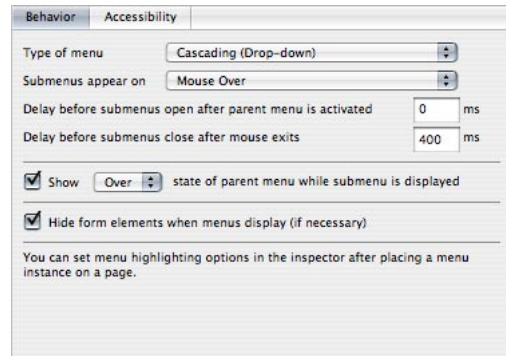 Behavior Accessibility
Type of menu Cascading (Drop-down)
Submenus appear on Mouse Over
Delay before submenus open after parent menu is activated 0 ms
Delay before submenus close after mouse exits 400 ms
Show Over state of parent menu while submenu is displayed
Hide form elements when menus display (if necessary)
You can set menu highlighting options in the inspector after placing a menu
instance on a page.